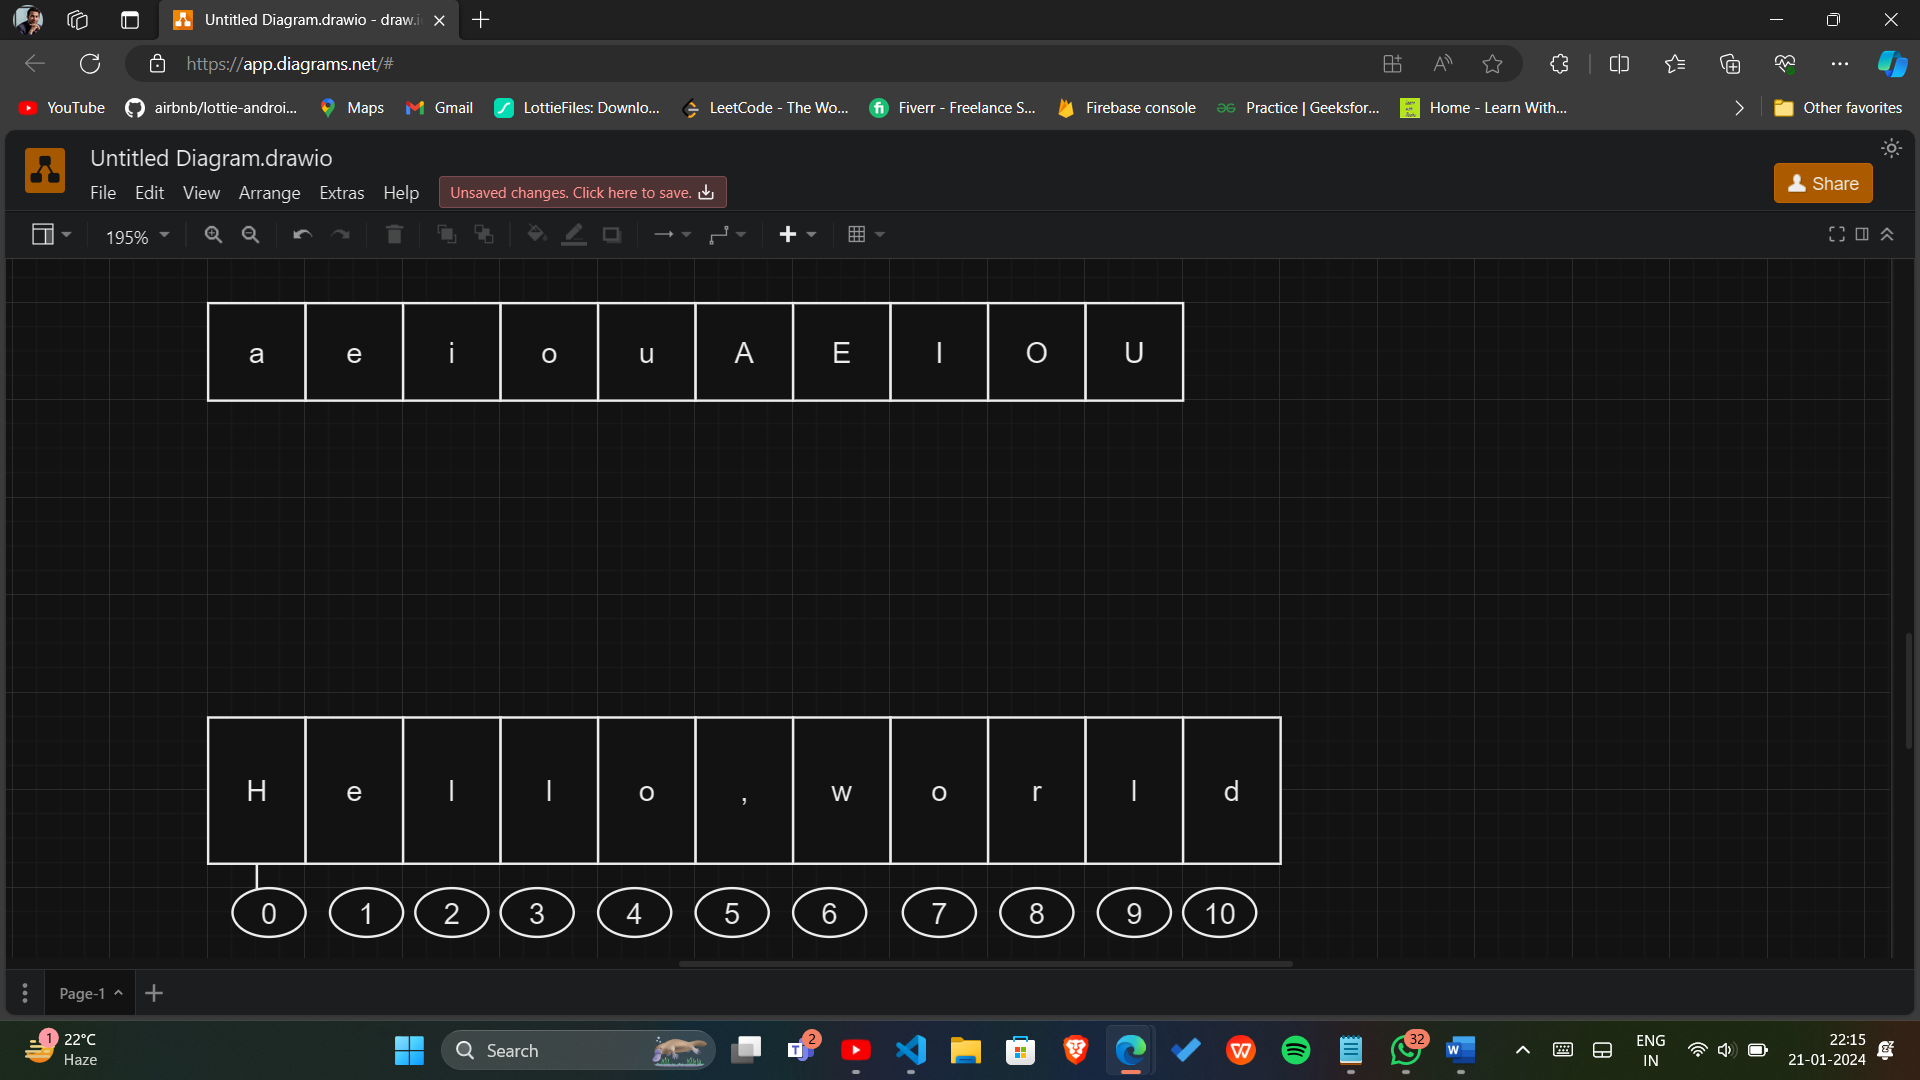 Untitled Diagram.drawio - draw.i
https://app.diagrams.net/#
YouTube airbnb/lottie-androi... Maps Gmail LottieFiles: Downlo... LeetCode - The Wo... Fiverr - Freelance S... Firebase console Practice | Geeksfor... Home - Learn With... Other favorites
Untitled Diagram.drawio
File Edit View Arrange Extras Help Unsaved changes. Click here to save. Share
195%
a e i o u A E I O U
H e l l o , w o r l d
0 1 2 3 4 5 6 7 8 9 10
Page-1
1 22°C
Haze
Search
2
32
ENG
IN
22:15
21-01-2024